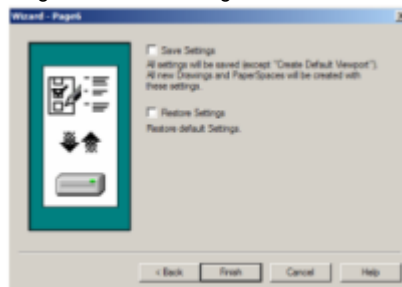 Wizard - Page6
Save Settings
All settings will be saved (except "Create Default Viewport").
All new Drawings and PaperSpaces will be created with
these settings.
Restore Settings
Restore default Settings.
< Back
Finish
Cancel
Help